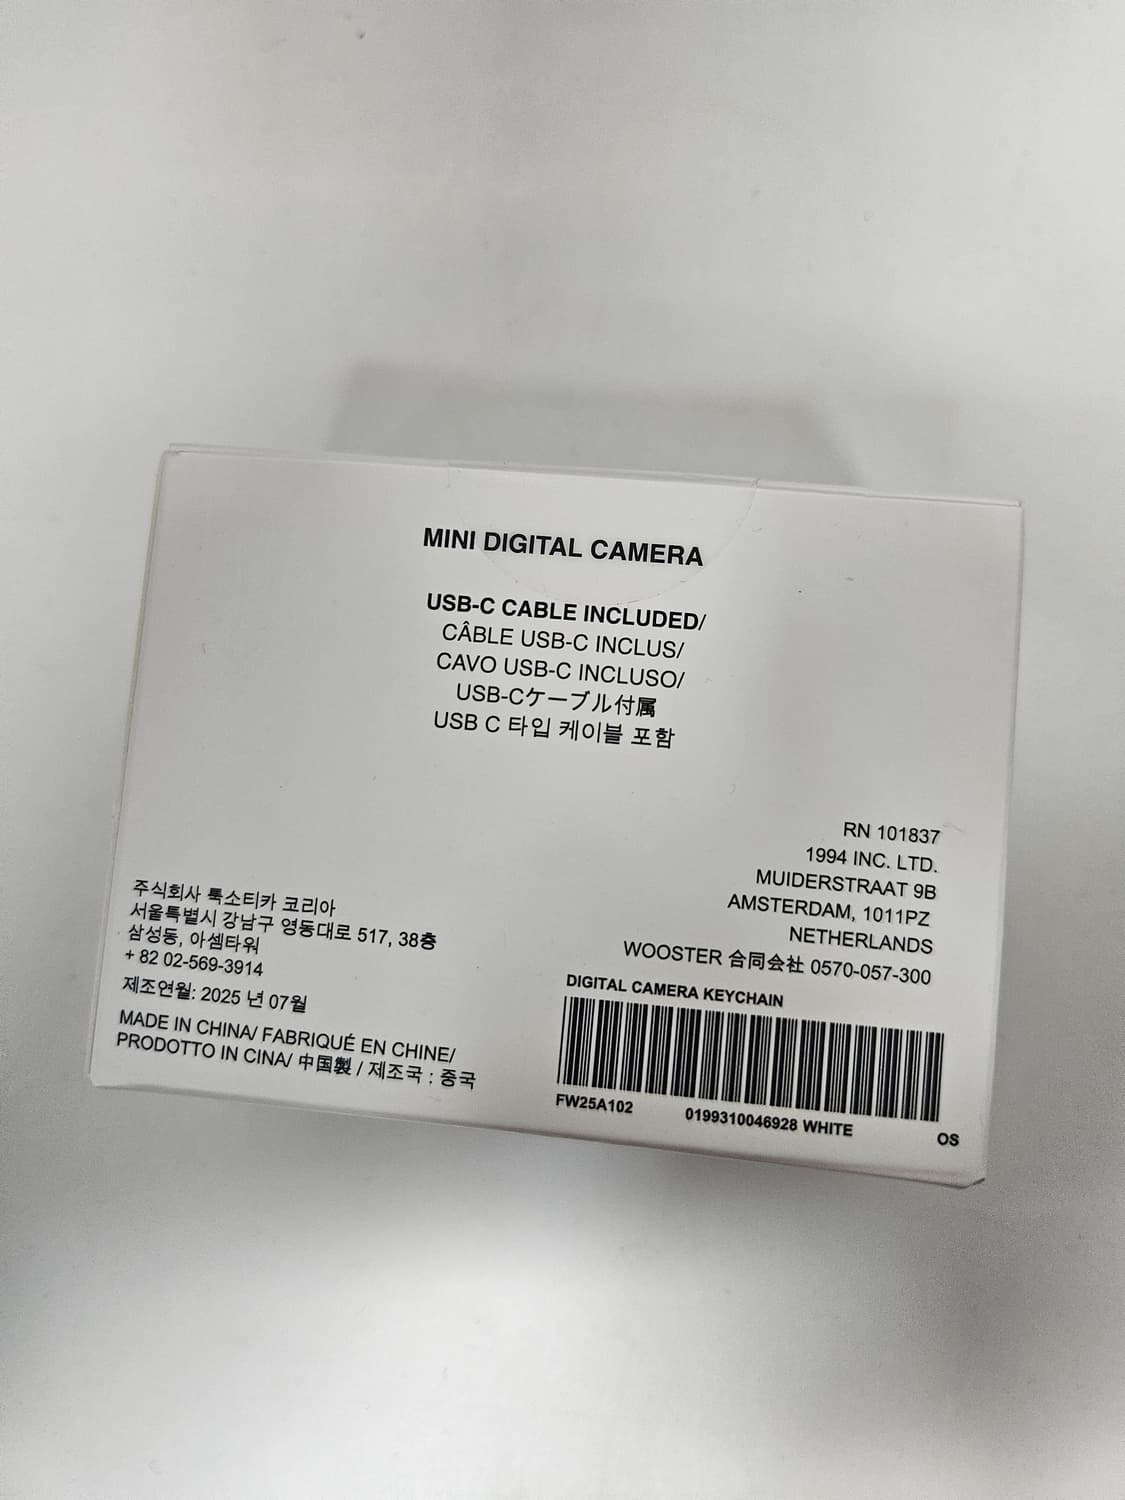 MINI DIGITAL CAMERA
USB-C CABLE INCLUDED/
CÂBLE USB-C INCLUS/
CAVO USB-C INCLUSO/
USB-Cケーブル付属
USB C 타입 케이블 포함
주식회사 룩소티카 코리아
서울특별시 강남구 영동대로 517, 38층
삼성동, 아셈타워
+ 82 02-569-3914
제조연월: 2025 년 07월
MADE IN CHINA/ FABRIQUÉ EN CHINE/
PRODOTTO IN CINA/ 中国製 / 제조국 : 중국
RN 101837
1994 INC. LTD.
MUIDERSTRAAT 9B
AMSTERDAM, 1011PZ
NETHERLANDS
WOOSTER 合同会社 0570-057-300
DIGITAL CAMERA KEYCHAIN
FW25A102 0199310046928 WHITE OS